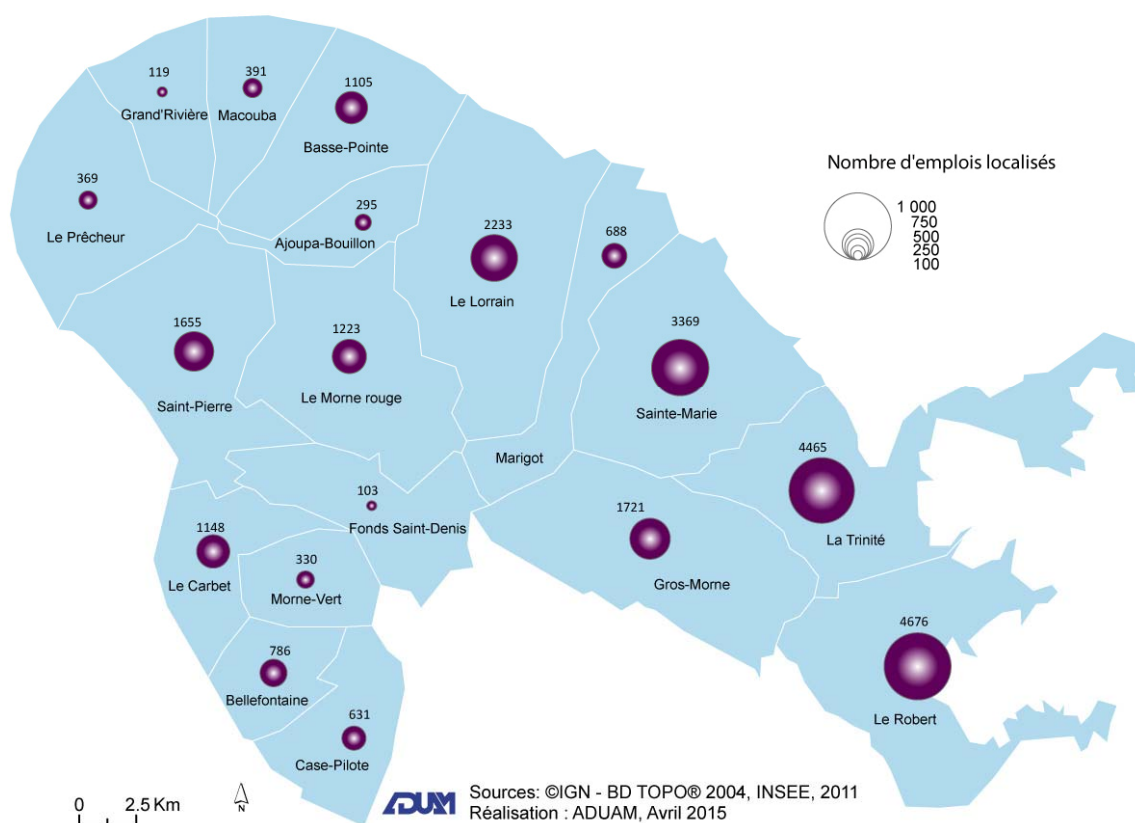 119
Grand'Rivière
391
Macouba
1105
Basse-Pointe
Nombre d'emplois localisés
1 000
750
500
250
100
369
Le Prêcheur
295
Ajoupa-Bouillon
2233
Le Lorrain
688
1655
Saint-Pierre
1223
Le Morne rouge
3369
Sainte-Marie
Marigot
4465
La Trinité
103
Fonds Saint-Denis
1148
Le Carbet
330
Morne-Vert
1721
Gros-Morne
786
Bellefontaine
4676
Le Robert
631
Case-Pilote
0 2.5 Km
N
ADUAM
Sources: ©IGN - BD TOPO® 2004, INSEE, 2011
Réalisation : ADUAM, Avril 2015